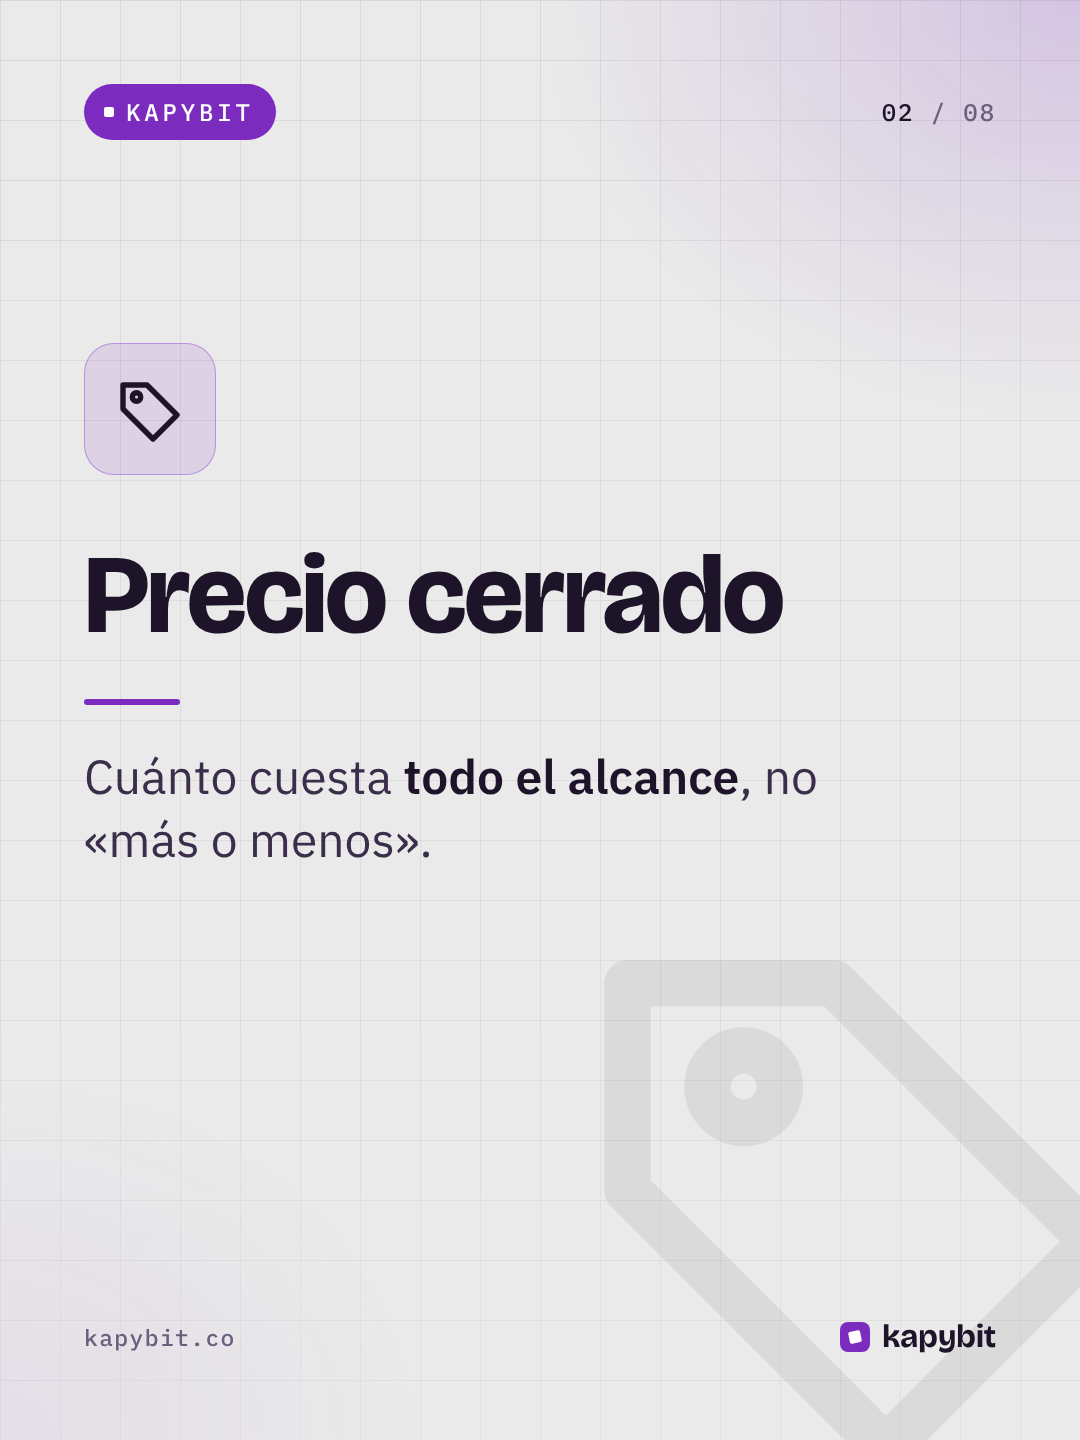 KAPYBIT
02 / 08
Precio cerrado
Cuánto cuesta todo el alcance, no
«más o menos».
kapybit.co
kapybit